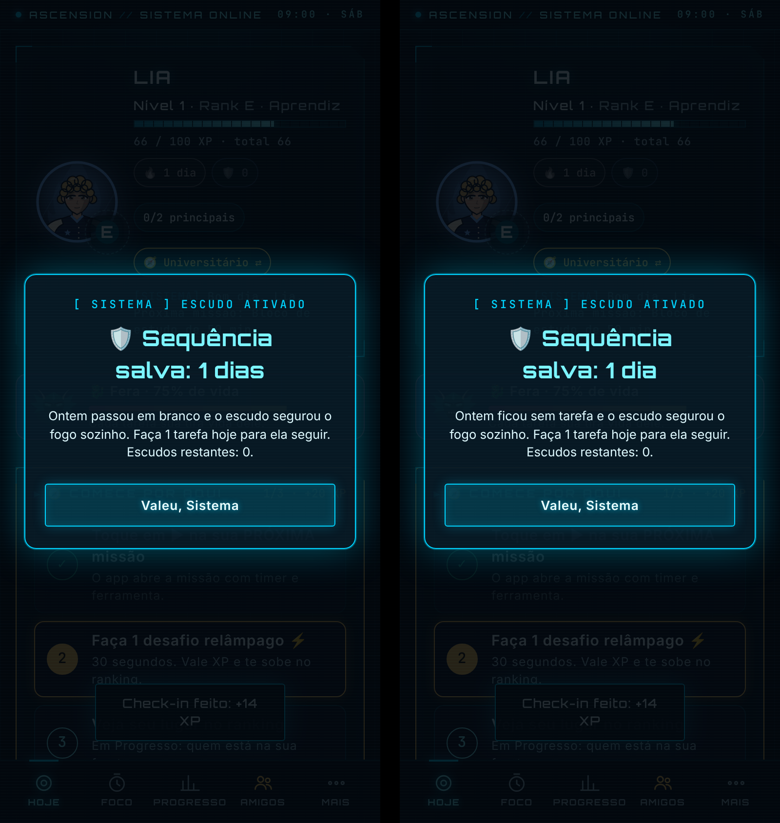 ASCENSION // SISTEMA ONLINE 09:00 · SÁB
LIA
Nível 1 · Rank E · Aprendiz
66 / 100 XP · total 66
🔥 1 dia 🛡 0
0/2 principais
E
🧭 Universitário ⇄
[ SISTEMA ] ESCUDO ATIVADO
🛡️ Sequência
salva: 1 dias
Ontem passou em branco e o escudo segurou o
fogo sozinho. Faça 1 tarefa hoje para ela seguir.
Escudos restantes: 0.
Valeu, Sistema
missão
O app abre a missão com timer e
ferramenta.
2
Faça 1 desafio relâmpago ⚡
30 segundos. Vale XP e te sobe no
ranking.
Check-in feito: +14
XP
3
Em Progresso: quem está na sua
HOJE FOCO PROGRESSO AMIGOS MAIS
ASCENSION // SISTEMA ONLINE 09:00 · SÁB
LIA
Nível 1 · Rank E · Aprendiz
66 / 100 XP · total 66
🔥 1 dia 🛡 0
0/2 principais
E
🧭 Universitário ⇄
[ SISTEMA ] ESCUDO ATIVADO
🛡️ Sequência
salva: 1 dia
Ontem ficou sem tarefa e o escudo segurou o
fogo sozinho. Faça 1 tarefa hoje para ela seguir.
Escudos restantes: 0.
Valeu, Sistema
missão
O app abre a missão com timer e
ferramenta.
2
Faça 1 desafio relâmpago ⚡
30 segundos. Vale XP e te sobe no
ranking.
Check-in feito: +14
XP
3
Em Progresso: quem está na sua
HOJE FOCO PROGRESSO AMIGOS MAIS